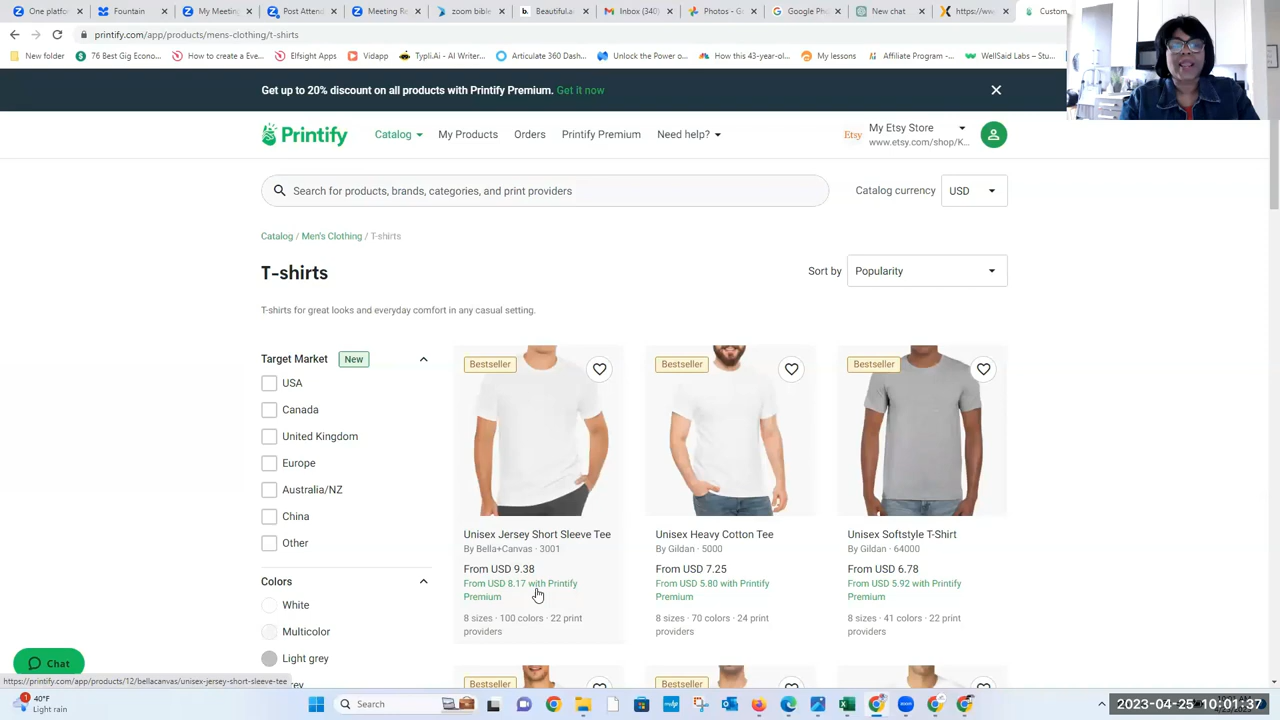 One platfo
Fountain
My Meeting
Post Attend
Meeting Re
zoom bible
Beautiful.a
Inbox (340)
Photos - G
Google Pho
New chat
https://ww
Custom
printify.com/app/products/mens-clothing/t-shirts
New folder
76 Best Gig Econo...
How to create a Eve...
Elfsight Apps
Vidapp
Typli.Ai - AI Writer...
Articulate 360 Dash...
Unlock the Power o...
How this 43-year-ol...
My lessons
Affiliate Program -...
WellSaid Labs – Stu...
Get up to 20% discount on all products with Printify Premium. Get it now
Printify
Catalog
My Products
Orders
Printify Premium
Need help?
Etsy
My Etsy Store
www.etsy.com/shop/K...
Search for products, brands, categories, and print providers
Catalog currency
USD
Catalog / Men's Clothing / T-shirts
T-shirts
Sort by
Popularity
T-shirts for great looks and everyday comfort in any casual setting.
Target Market
New
USA
Canada
United Kingdom
Europe
Australia/NZ
China
Other
Colors
White
Multicolor
Light grey
Bestseller
Unisex Jersey Short Sleeve Tee
By Bella+Canvas · 3001
From USD 9.38
From USD 8.17 with Printify
Premium
8 sizes · 100 colors · 22 print
providers
Bestseller
Unisex Heavy Cotton Tee
By Gildan · 5000
From USD 7.25
From USD 5.80 with Printify
Premium
8 sizes · 70 colors · 24 print
providers
Bestseller
Unisex Softstyle T-Shirt
By Gildan · 64000
From USD 6.78
From USD 5.92 with Printify
Premium
8 sizes · 41 colors · 22 print
providers
Bestseller
Bestseller
Bestseller
Chat
https://printify.com/app/products/12/bellacanvas/unisex-jersey-short-sleeve-tee
1
40°F
Light rain
Search
2023-04-25 10:01:37